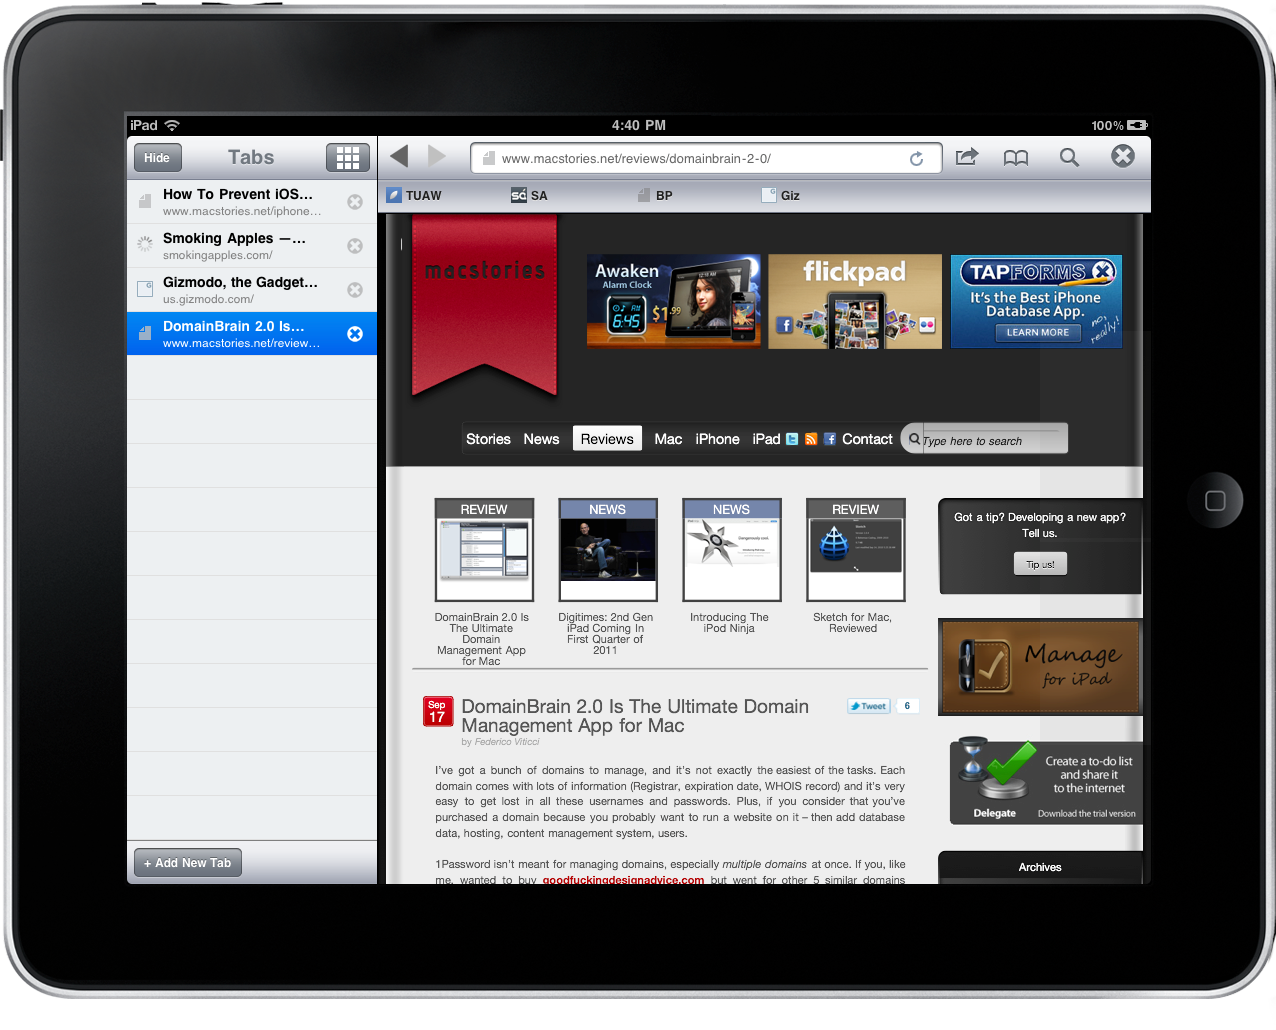 iPad
4:40 PM
100%
Hide
Tabs
www.macstories.net/reviews/domainbrain-2-0/
TUAW
SA
BP
Giz
How To Prevent iOS...
www.macstories.net/iphone...
Smoking Apples —...
smokingapples.com/
Gizmodo, the Gadget...
us.gizmodo.com/
DomainBrain 2.0 Is...
www.macstories.net/review...
+ Add New Tab
macstories
Awaken
Alarm Clock
6:45
$1.99
flickpad
TAPFORMS
It's the Best iPhone
Database App.
LEARN MORE
no,
really!
Stories News Reviews Mac iPhone iPad Contact
Type here to search
REVIEW
DomainBrain 2.0 Is
The Ultimate
Domain
Management App
for Mac
NEWS
Digitimes: 2nd Gen
iPad Coming In
First Quarter of
2011
NEWS
Introducing The
iPod Ninja
REVIEW
Sketch for Mac,
Reviewed
Got a tip? Developing a new app?
Tell us.
Tip us!
Manage
for iPad
Create a to-do list
and share it
to the internet
Delegate
Download the trial version
Archives
Sep
17
DomainBrain 2.0 Is The Ultimate Domain
Management App for Mac
by Federico Viticci
Tweet
6
I've got a bunch of domains to manage, and it's not exactly the easiest of the tasks. Each
domain comes with lots of information (Registrar, expiration date, WHOIS record) and it's very
easy to get lost in all these usernames and passwords. Plus, if you consider that you've
purchased a domain because you probably want to run a website on it – then add database
data, hosting, content management system, users.
1Password isn't meant for managing domains, especially multiple domains at once. If you, like
me, wanted to buy goodfuckingdesignadvice.com but went for other 5 similar domains